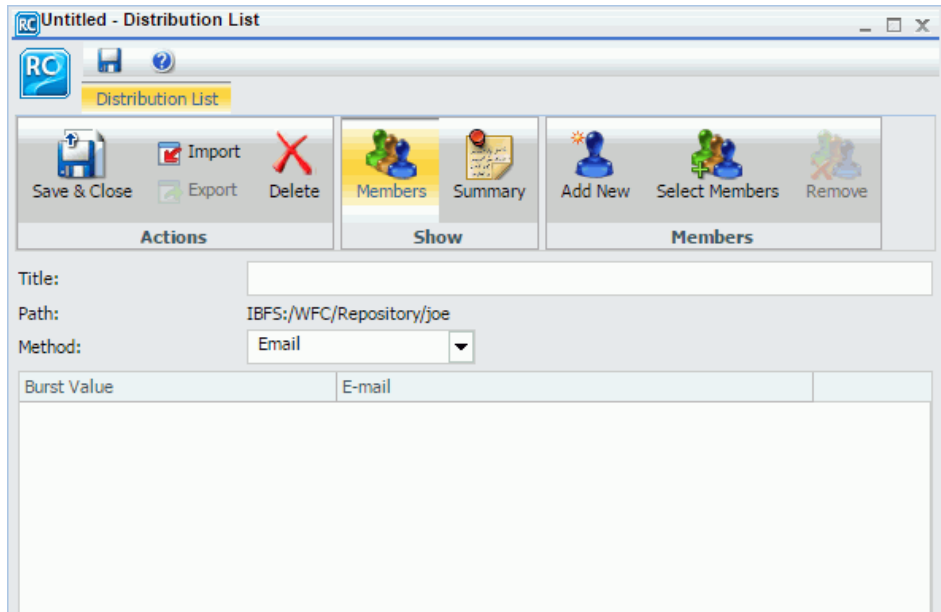 RC Untitled - Distribution List
RC
Distribution List
Save & Close Import Export Delete Members Summary Add New Select Members Remove
Actions Show Members
Title:
Path: IBFS:/WFC/Repository/joe
Method: Email
Burst Value E-mail